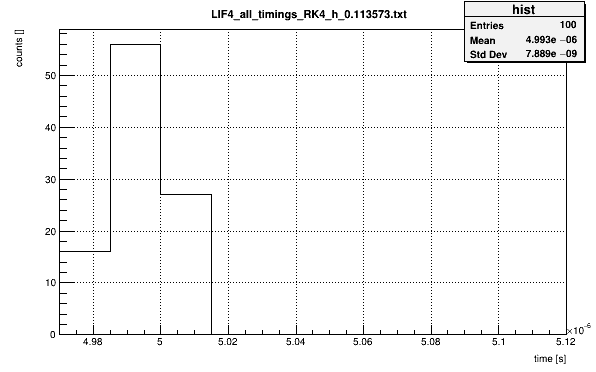 LIF4_all_timings_RK4_h_0.113573.txt
hist
Entries 100
Mean 4.993e −06
Std Dev 7.889e −09
counts []
50
40
30
20
10
0
4.98 5 5.02 5.04 5.06 5.08 5.1 5.12
×10−6
time [s]